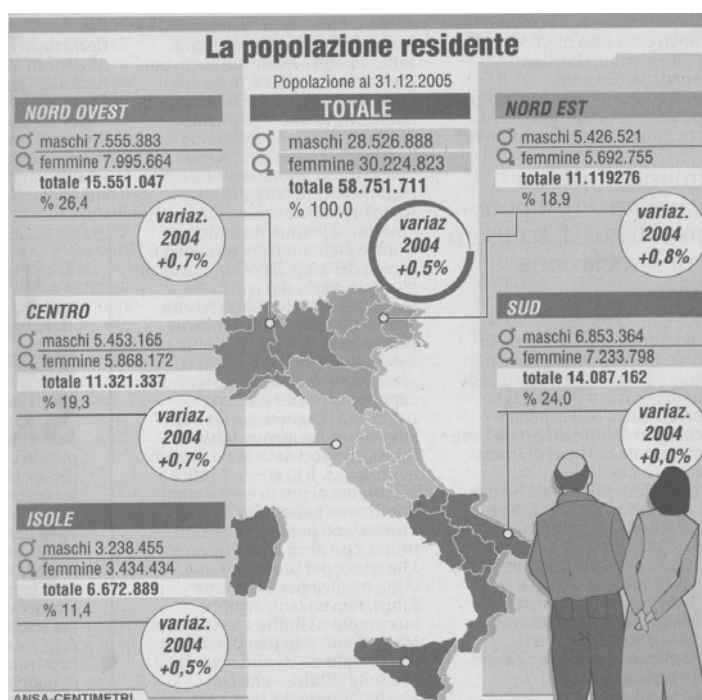 La popolazione residente
Popolazione al 31.12.2005
NORD OVEST
maschi 7.555.383
femmine 7.995.664
totale 15.551.047
% 26,4
variaz.
2004
+0,7%
TOTALE
maschi 28.526.888
femmine 30.224.823
totale 58.751.711
% 100,0
variaz
2004
+0,5%
NORD EST
maschi 5.426.521
femmine 5.692.755
totale 11.119276
% 18,9
variaz.
2004
+0,8%
CENTRO
maschi 5.453.165
femmine 5.868.172
totale 11.321.337
% 19,3
variaz.
2004
+0,7%
SUD
maschi 6.853.364
femmine 7.233.798
totale 14.087.162
% 24,0
variaz.
2004
+0,0%
ISOLE
maschi 3.238.455
femmine 3.434.434
totale 6.672.889
% 11,4
variaz.
2004
+0,5%
ANSA-CENTIMETRI